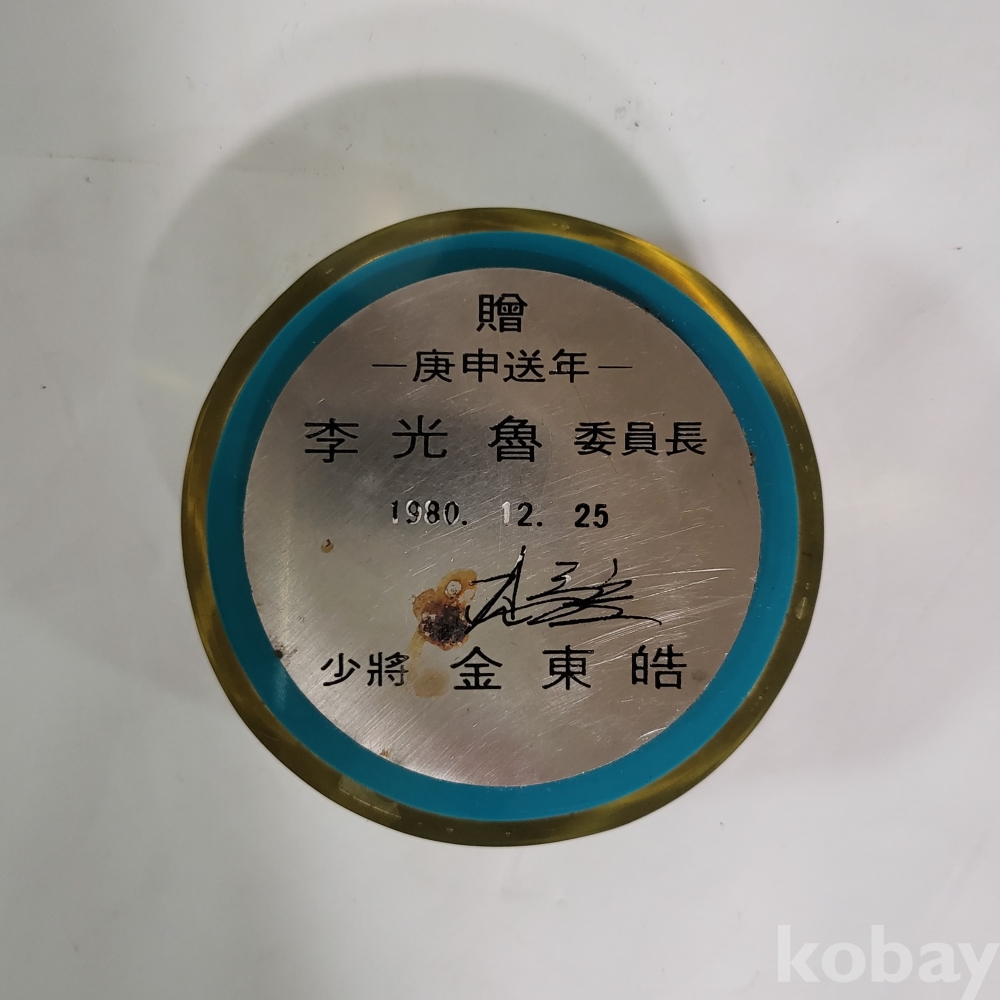 贈
—庚申送年—
李光魯 委員長
1980. 12. 25
少將 金東皓
kobay